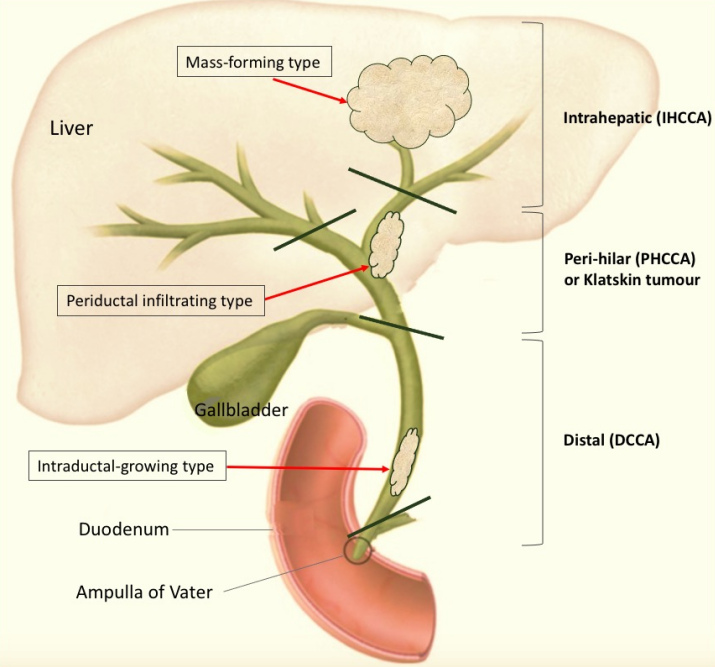 Mass-forming type
Liver
Intrahepatic (IHCCA)
Peri-hilar (PHCCA)
or Klatskin tumour
Periductal infiltrating type
Gallbladder
Distal (DCCA)
Intraductal-growing type
Duodenum
Ampulla of Vater